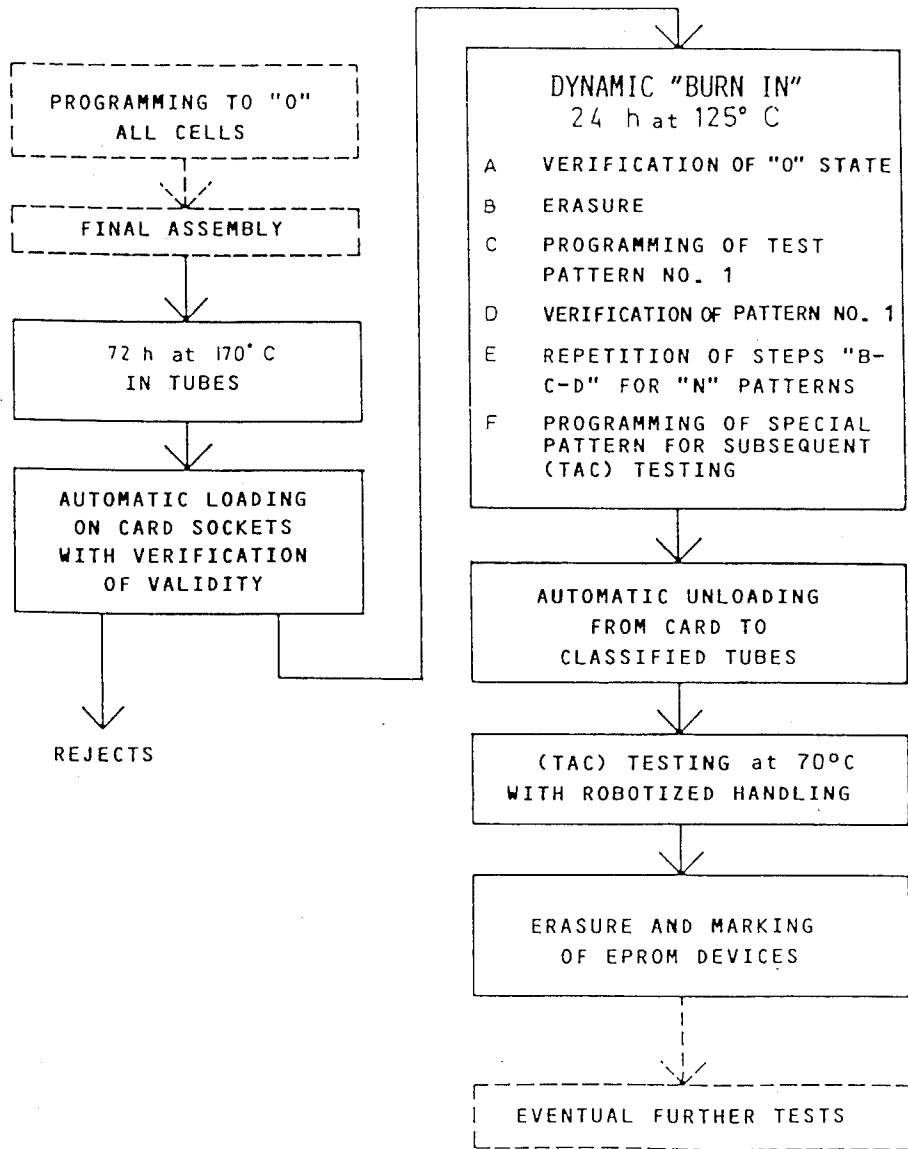 PROGRAMMING TO "0"
ALL CELLS
FINAL ASSEMBLY
72 h at 170° C
IN TUBES
AUTOMATIC LOADING
ON CARD SOCKETS
WITH VERIFICATION
OF VALIDITY
REJECTS
DYNAMIC "BURN IN"
24 h at 125° C
A VERIFICATION OF "0" STATE
B ERASURE
C PROGRAMMING OF TEST
PATTERN NO. 1
D VERIFICATION OF PATTERN NO. 1
E REPETITION OF STEPS "B-
C-D" FOR "N" PATTERNS
F PROGRAMMING OF SPECIAL
PATTERN FOR SUBSEQUENT
(TAC) TESTING
AUTOMATIC UNLOADING
FROM CARD TO
CLASSIFIED TUBES
(TAC) TESTING at 70°C
WITH ROBOTIZED HANDLING
ERASURE AND MARKING
OF EPROM DEVICES
EVENTUAL FURTHER TESTS